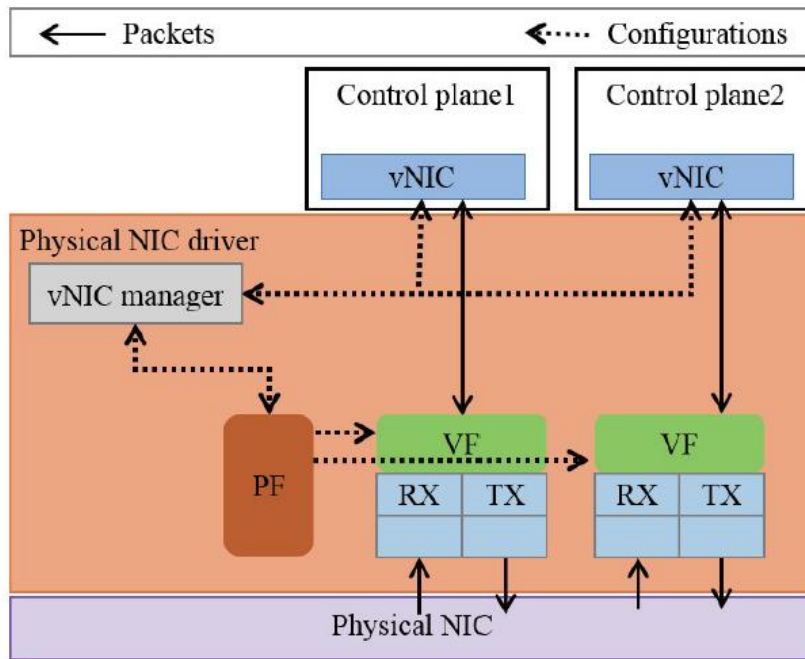 Packets
Configurations
Control plane1
Control plane2
vNIC
vNIC
Physical NIC driver
vNIC manager
PF
VF
VF
RX TX
RX TX
Physical NIC